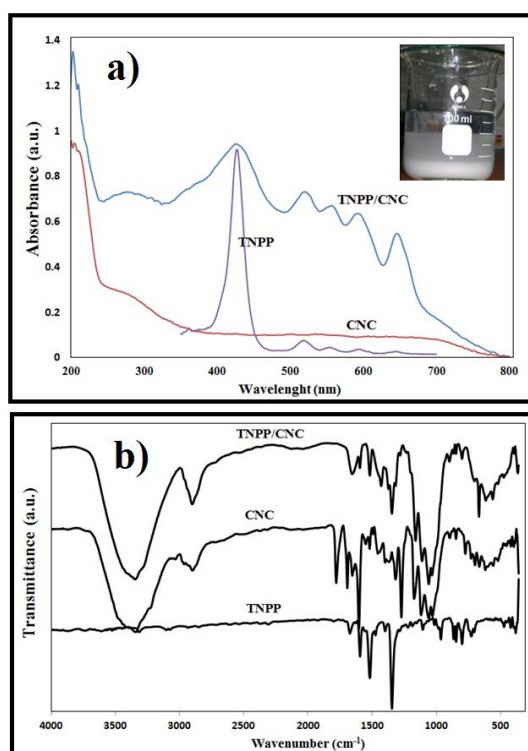 a)
1.4
1.2
1
0.8
0.6
0.4
0.2
0
Absorbance (a.u.)
100 ml
TNPP/CNC
TNPP
CNC
200 300 400 500 600 700 800
Wavelenght (nm)
b)
TNPP/CNC
CNC
TNPP
Transmittance (a.u.)
4000 3500 3000 2500 2000 1500 1000 500
Wavenumber (cm⁻¹)